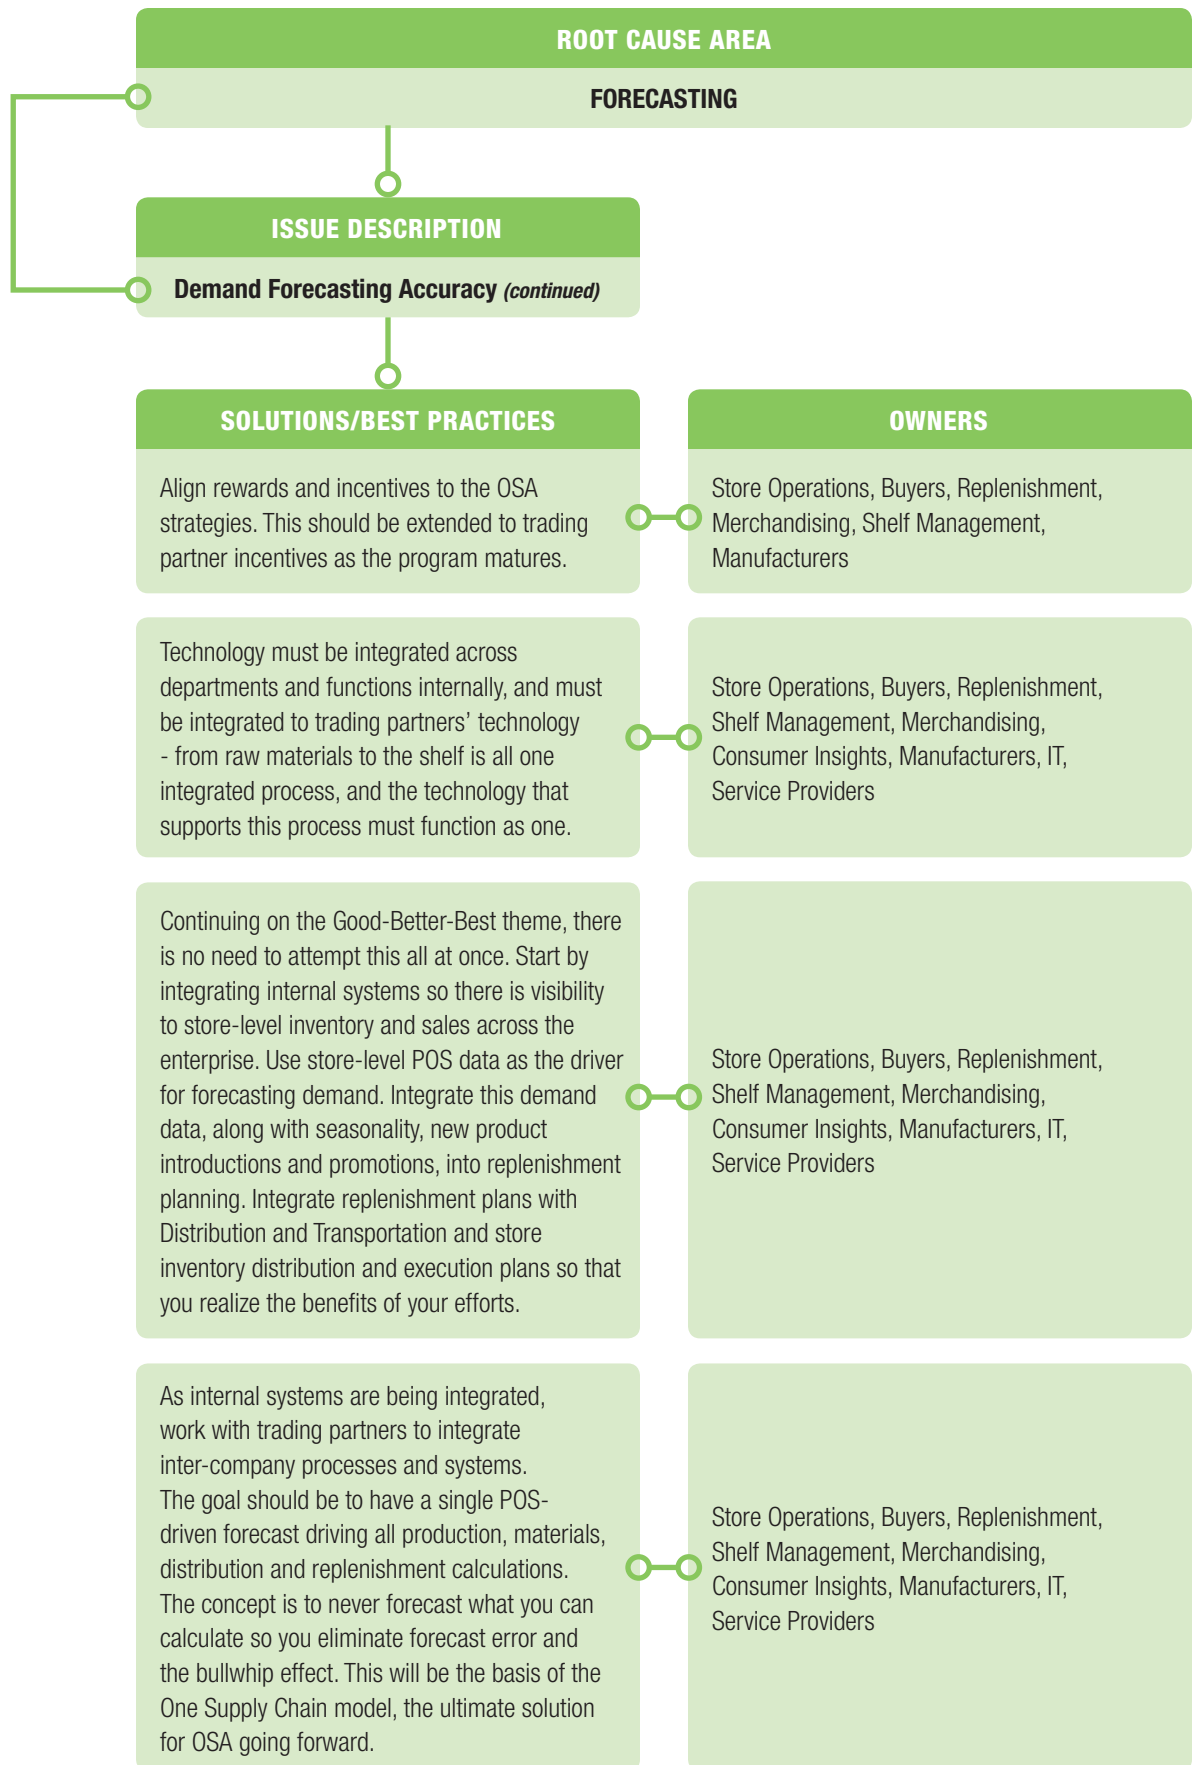 ROOT CAUSE AREA
FORECASTING
ISSUE DESCRIPTION
Demand Forecasting Accuracy (continued)
SOLUTIONS/BEST PRACTICES
OWNERS
Align rewards and incentives to the OSA
strategies. This should be extended to trading
partner incentives as the program matures.
Store Operations, Buyers, Replenishment,
Merchandising, Shelf Management,
Manufacturers
Technology must be integrated across
departments and functions internally, and must
be integrated to trading partners’ technology
- from raw materials to the shelf is all one
integrated process, and the technology that
supports this process must function as one.
Store Operations, Buyers, Replenishment,
Shelf Management, Merchandising,
Consumer Insights, Manufacturers, IT,
Service Providers
Continuing on the Good-Better-Best theme, there
is no need to attempt this all at once. Start by
integrating internal systems so there is visibility
to store-level inventory and sales across the
enterprise. Use store-level POS data as the driver
for forecasting demand. Integrate this demand
data, along with seasonality, new product
introductions and promotions, into replenishment
planning. Integrate replenishment plans with
Distribution and Transportation and store
inventory distribution and execution plans so that
you realize the benefits of your efforts.
Store Operations, Buyers, Replenishment,
Shelf Management, Merchandising,
Consumer Insights, Manufacturers, IT,
Service Providers
As internal systems are being integrated,
work with trading partners to integrate
inter-company processes and systems.
The goal should be to have a single POS-
driven forecast driving all production, materials,
distribution and replenishment calculations.
The concept is to never forecast what you can
calculate so you eliminate forecast error and
the bullwhip effect. This will be the basis of the
One Supply Chain model, the ultimate solution
for OSA going forward.
Store Operations, Buyers, Replenishment,
Shelf Management, Merchandising,
Consumer Insights, Manufacturers, IT,
Service Providers